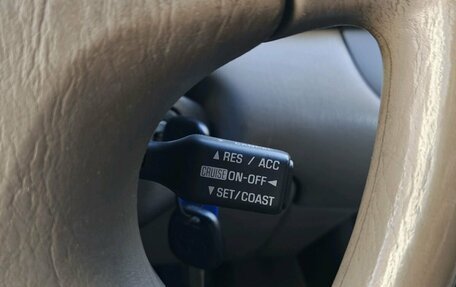 ▲ RES / ACC
CRUISE ON-OFF ◄
▼ SET/COAST